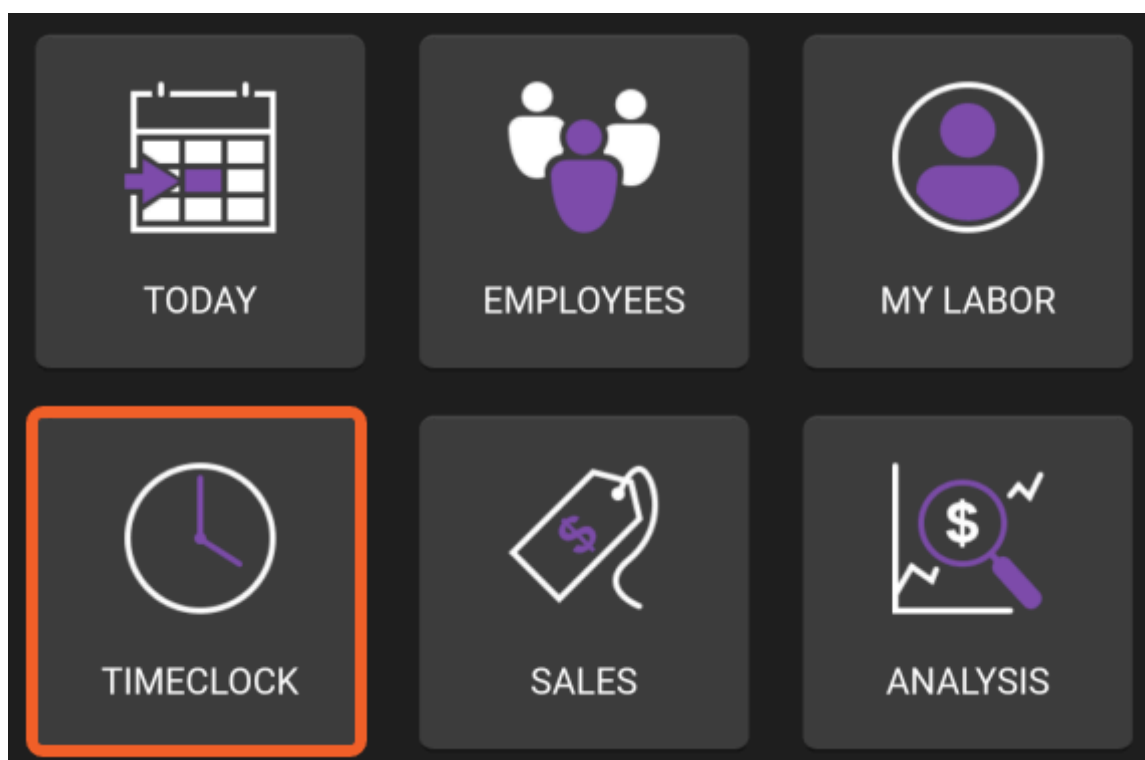 TODAY
EMPLOYEES
MY LABOR
TIMECLOCK
$
SALES
$
ANALYSIS